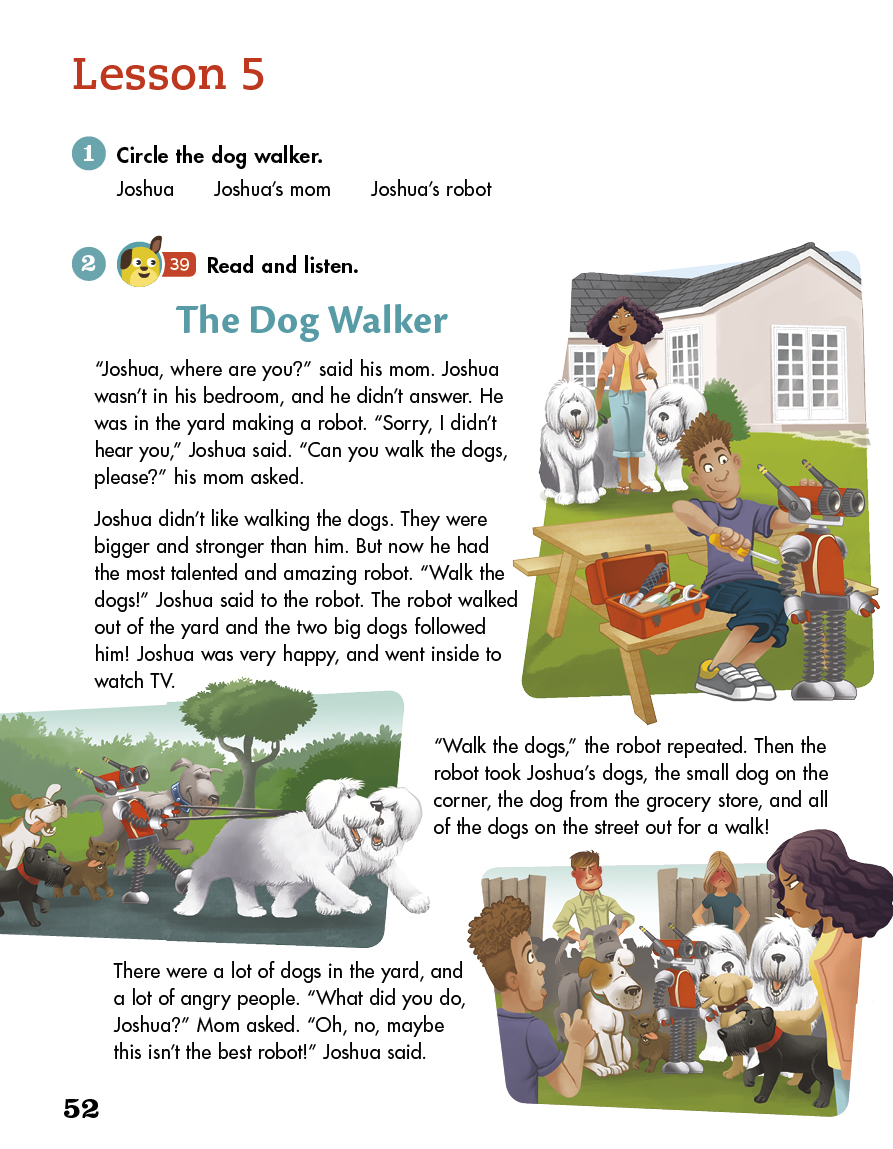 Lesson 5
1 Circle the dog walker.
Joshua Joshua’s mom Joshua’s robot
2 39 Read and listen.
The Dog Walker
“Joshua, where are you?” said his mom. Joshua
wasn’t in his bedroom, and he didn’t answer. He
was in the yard making a robot. “Sorry, I didn’t
hear you,” Joshua said. “Can you walk the dogs,
please?” his mom asked.
Joshua didn’t like walking the dogs. They were
bigger and stronger than him. But now he had
the most talented and amazing robot. “Walk the
dogs!” Joshua said to the robot. The robot walked
out of the yard and the two big dogs followed
him! Joshua was very happy, and went inside to
watch TV.
“Walk the dogs,” the robot repeated. Then the
robot took Joshua’s dogs, the small dog on the
corner, the dog from the grocery store, and all
of the dogs on the street out for a walk!
There were a lot of dogs in the yard, and
a lot of angry people. “What did you do,
Joshua?” Mom asked. “Oh, no, maybe
this isn’t the best robot!” Joshua said.
52